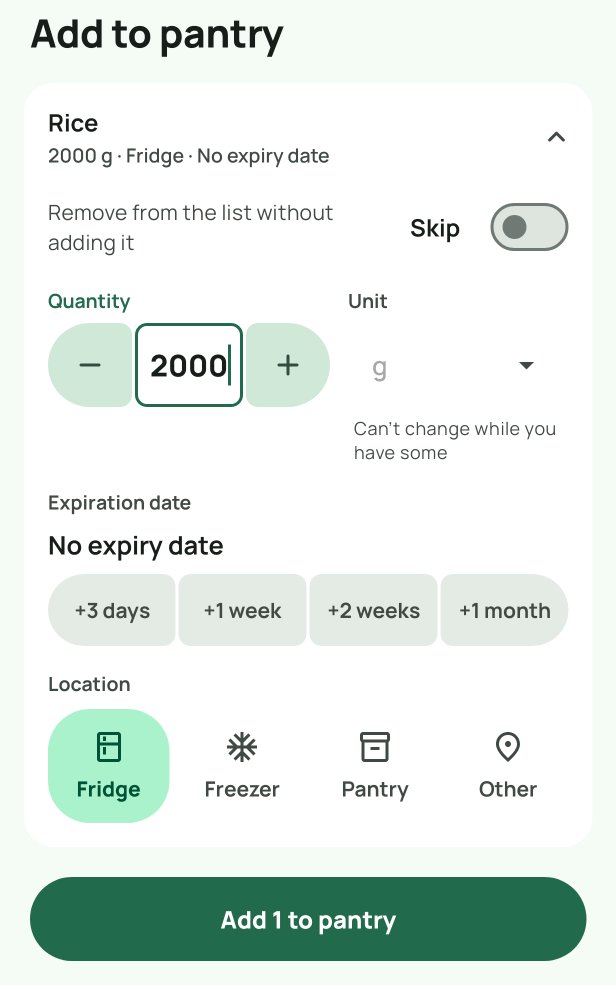 Add to pantry
Rice
2000 g · Fridge · No expiry date
Remove from the list without
adding it
Skip
Quantity
Unit
2000
g
Can't change while you
have some
Expiration date
No expiry date
+3 days
+1 week
+2 weeks
+1 month
Location
Fridge
Freezer
Pantry
Other
Add 1 to pantry